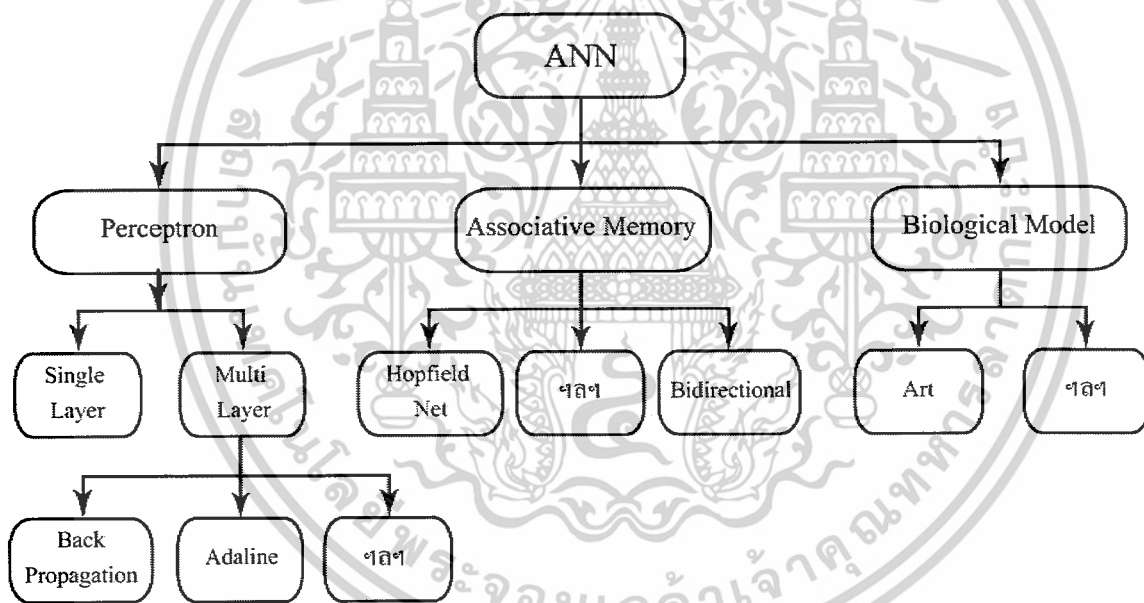 ANN
Perceptron
Associative Memory
Biological Model
Single
Layer
Multi
Layer
Hopfield
Net
ฯลฯ
Bidirectional
Art
ฯลฯ
Back
Propagation
Adaline
ฯลฯ